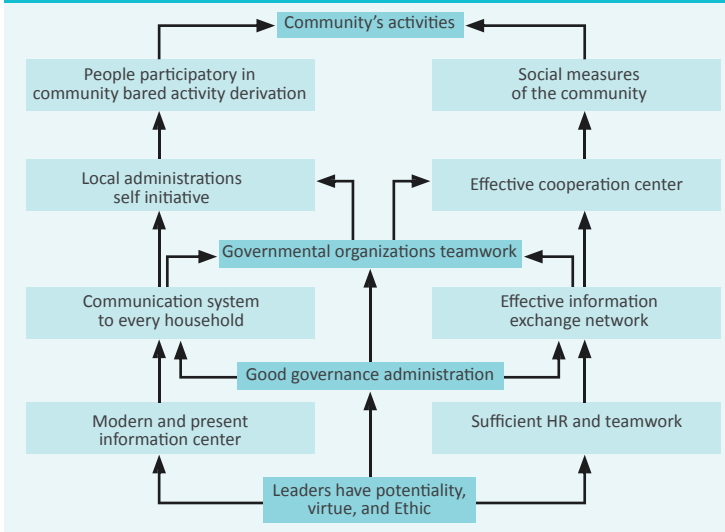 Community’s activities
People participatory in
community bared activity derivation
Social measures
of the community
Local administrations
self initiative
Effective cooperation center
Governmental organizations teamwork
Communication system
to every household
Effective information
exchange network
Good governance administration
Modern and present
information center
Sufficient HR and teamwork
Leaders have potentiality,
virtue, and Ethic